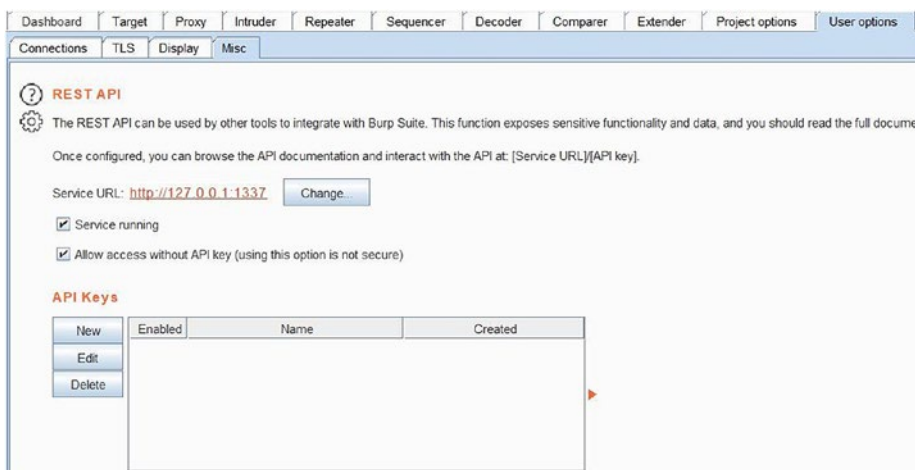 Dashboard Target Proxy Intruder Repeater Sequencer Decoder Comparer Extender Project options User options
Connections TLS Display Misc
REST API
The REST API can be used by other tools to integrate with Burp Suite. This function exposes sensitive functionality and data, and you should read the full docume
Once configured, you can browse the API documentation and interact with the API at: [Service URL]/[API key].
Service URL: http://127.0.0.1:1337 Change...
Service running
Allow access without API key (using this option is not secure)
API Keys
New Enabled Name Created
Edit
Delete